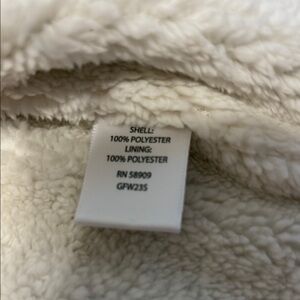 SHELL:
100% POLYESTER
LINING:
100% POLYESTER
RN 58909
GFW235